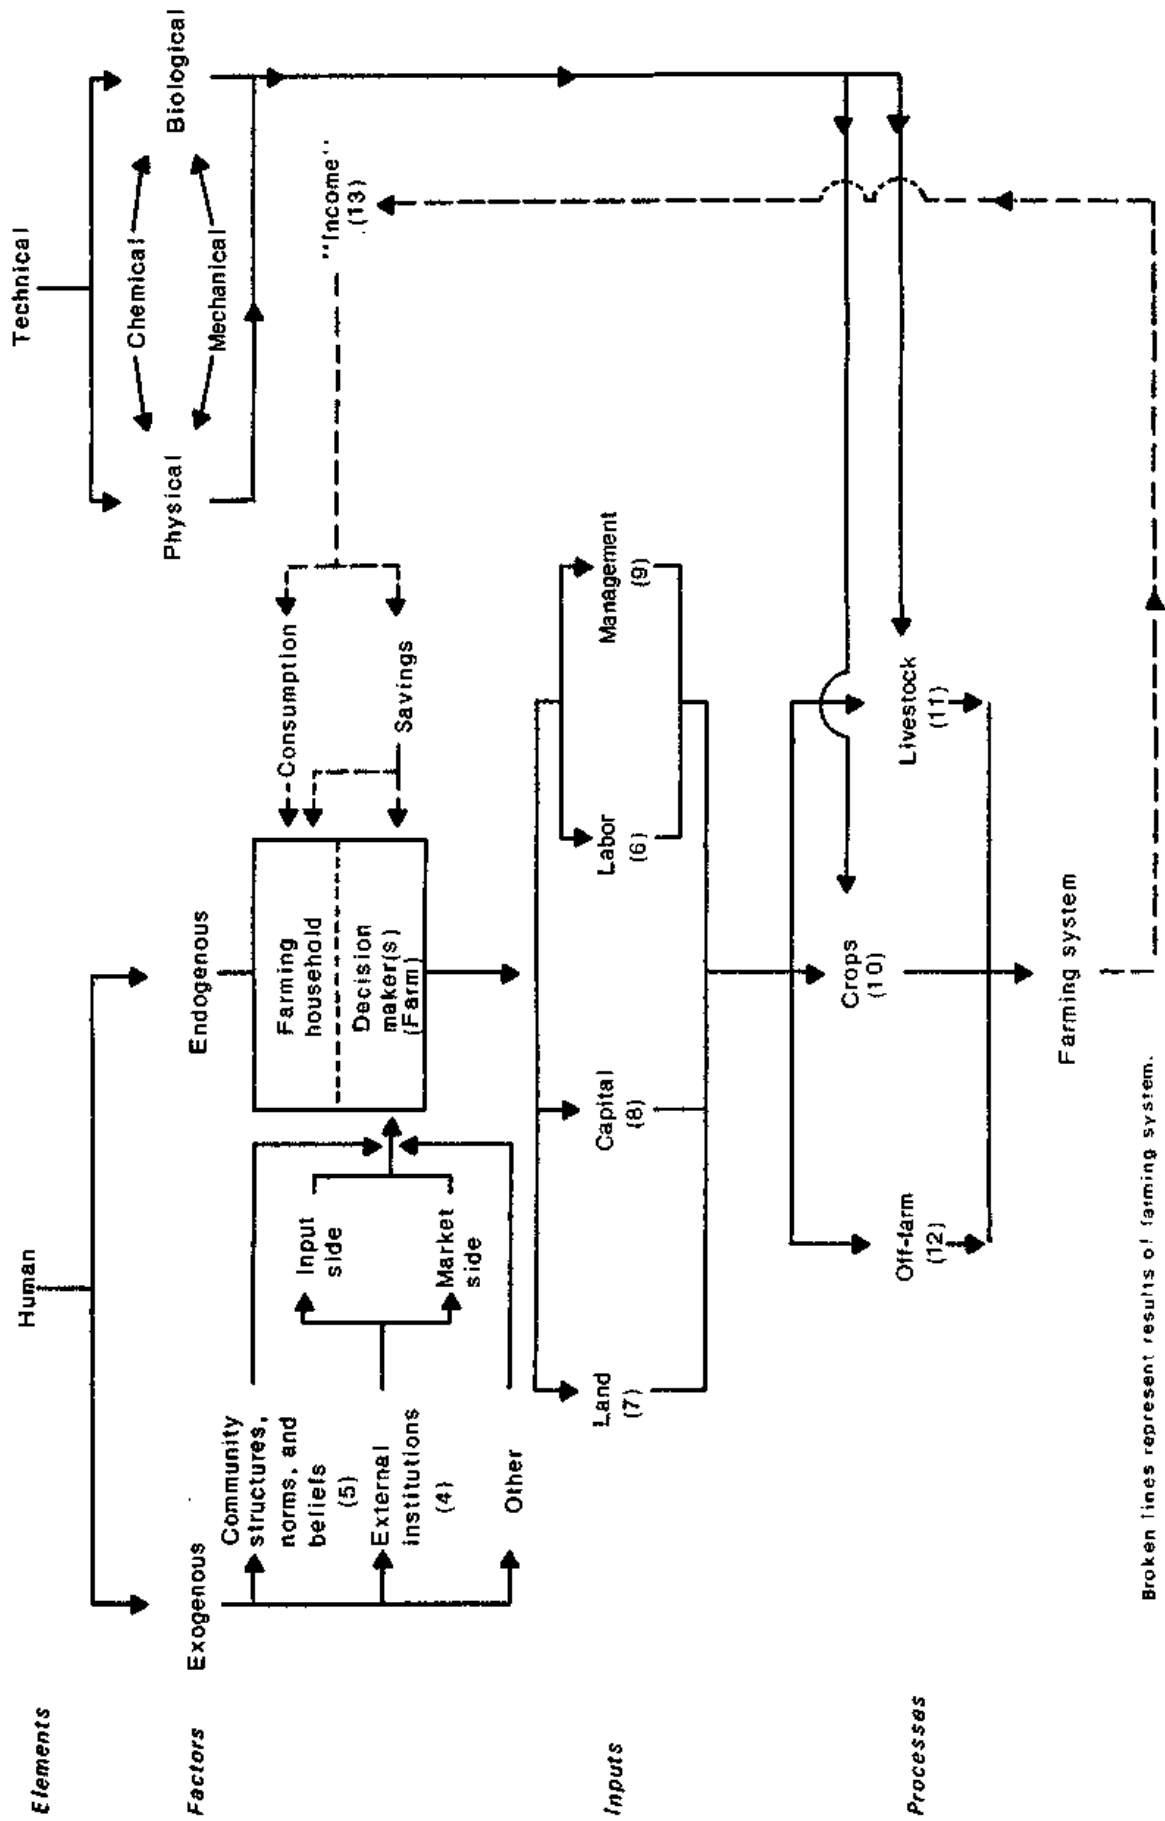 Elements
Human
Technical
Factors
Exogenous
Endogenous
Physical
Chemical
Mechanical
Biological
Community
structures,
norms, and
beliefs
(5)
External
institutions
(4)
Other
Input
side
Market
side
Farming
household
Decision
maker(s)
(Farm)
Consumption
Savings
"Income"
(13)
Inputs
Land
(7)
Capital
(8)
Labor
(6)
Management
(9)
Processes
Off-farm
(12)
Crops
(10)
Livestock
(11)
Farming system
Broken lines represent results of farming system.